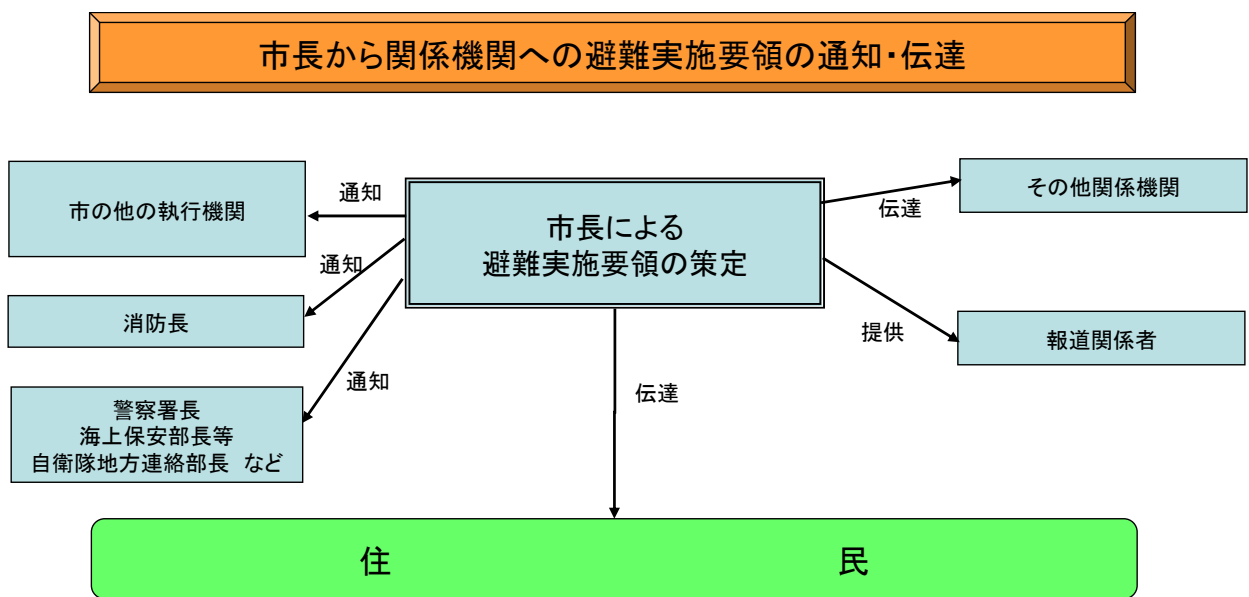 市長から関係機関への避難実施要領の通知・伝達
市の他の執行機関
通知
市長による
避難実施要領の策定
伝達
その他関係機関
通知
消防長
提供
報道関係者
通知
警察署長
海上保安部長等
自衛隊地方連絡部長 など
伝達
住 民